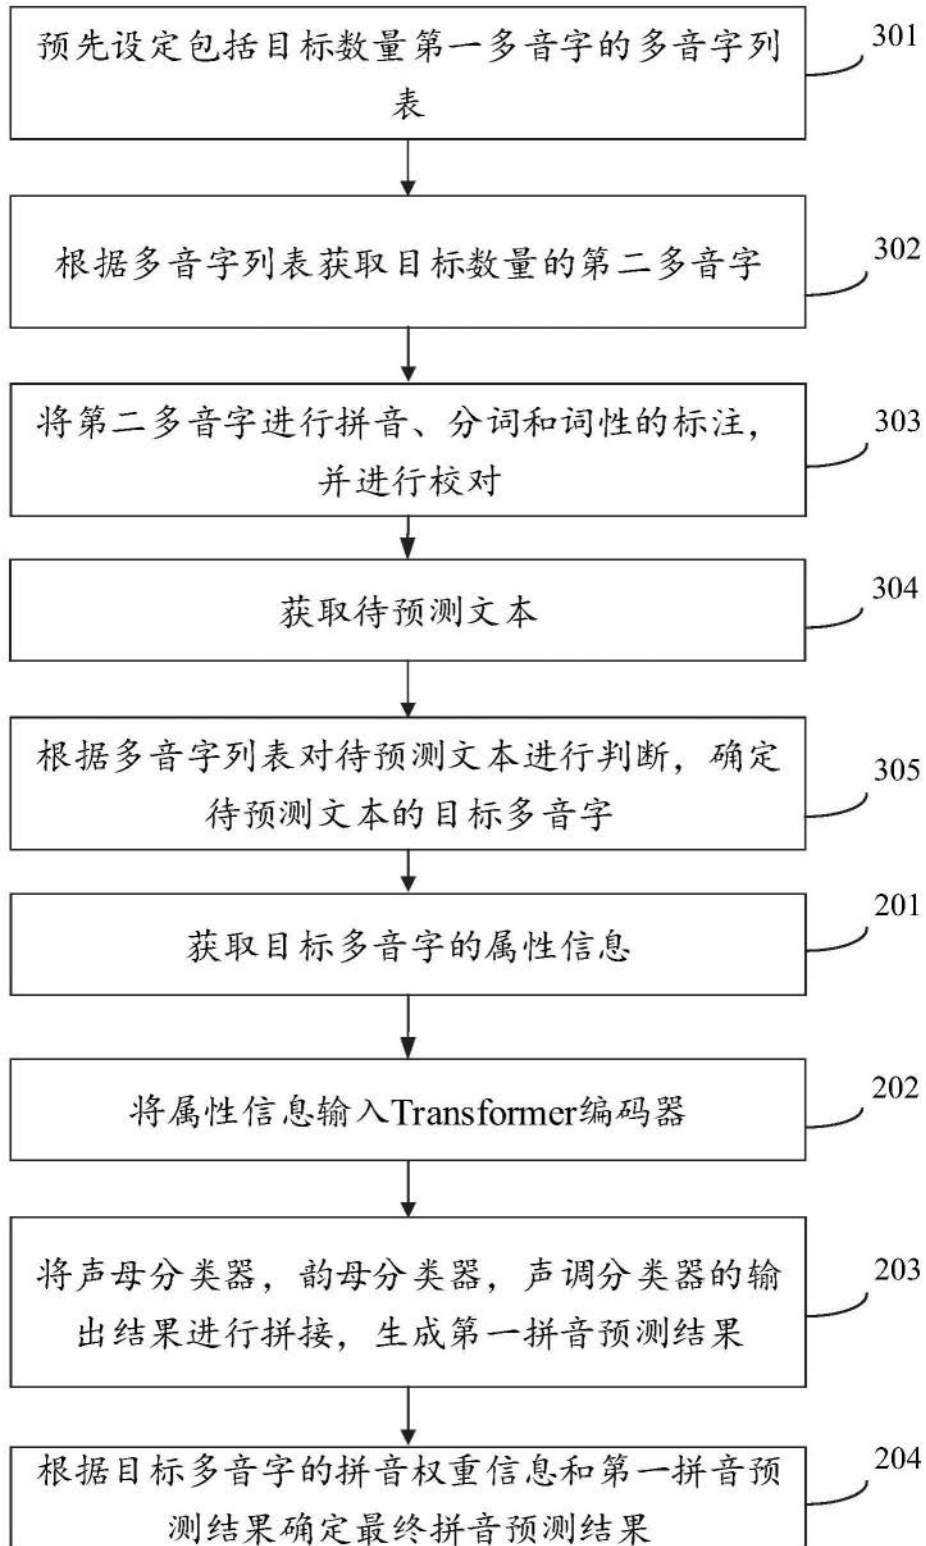 预先设定包括目标数量第一多音字的多音字列
表
301
根据多音字列表获取目标数量的第二多音字
302
将第二多音字进行拼音、分词和词性的标注，
并进行校对
303
获取待预测文本
304
根据多音字列表对待预测文本进行判断，确定
待预测文本的目标多音字
305
获取目标多音字的属性信息
201
将属性信息输入Transformer编码器
202
将声母分类器，韵母分类器，声调分类器的输
出结果进行拼接，生成第一拼音预测结果
203
根据目标多音字的拼音权重信息和第一拼音预
测结果确定最终拼音预测结果
204